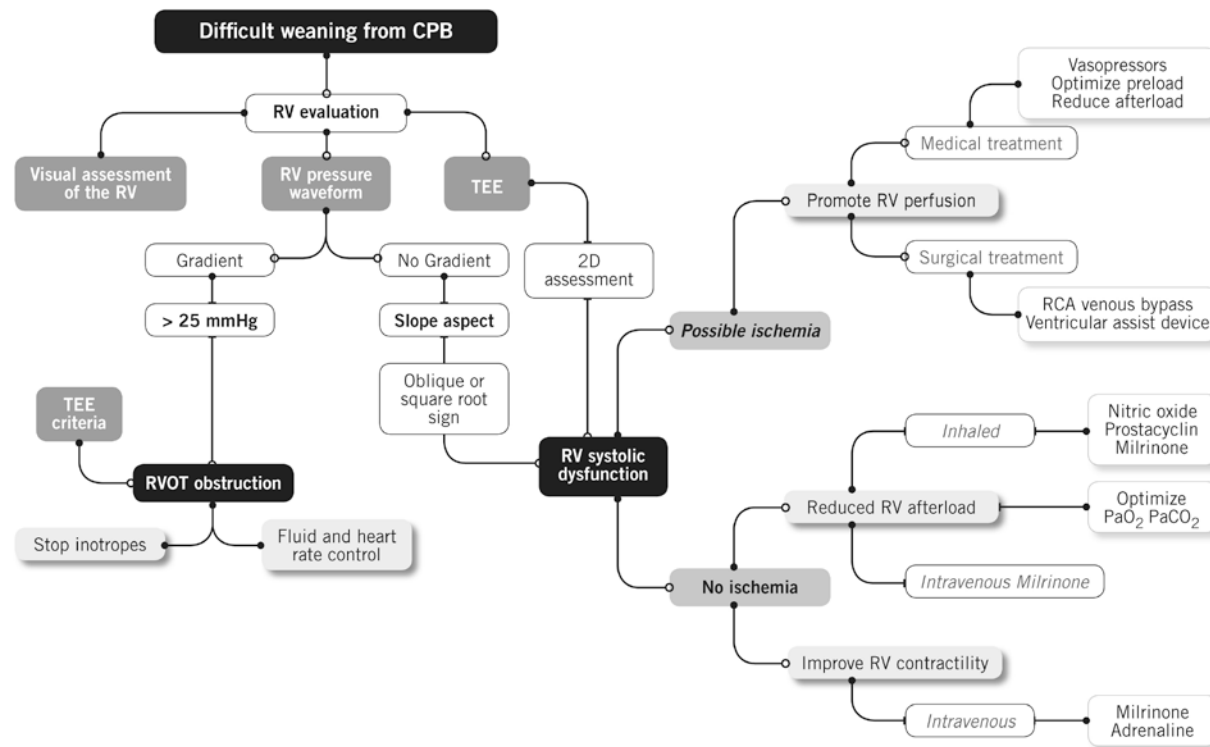 Difficult weaning from CPB
RV evaluation
Visual assessment
of the RV
RV pressure
waveform
TEE
Gradient
No Gradient
2D
assessment
> 25 mmHg
Slope aspect
Oblique or
square root
sign
TEE
criteria
RVOT obstruction
Stop inotropes
Fluid and heart
rate control
RV systolic
dysfunction
Possible ischemia
Promote RV perfusion
Medical treatment
Vasopressors
Optimize preload
Reduce afterload
Surgical treatment
RCA venous bypass
Ventricular assist device
No ischemia
Reduced RV afterload
Inhaled
Nitric oxide
Prostacyclin
Milrinone
Optimize
PaO₂ PaCO₂
Intravenous Milrinone
Improve RV contractility
Intravenous
Milrinone
Adrenaline